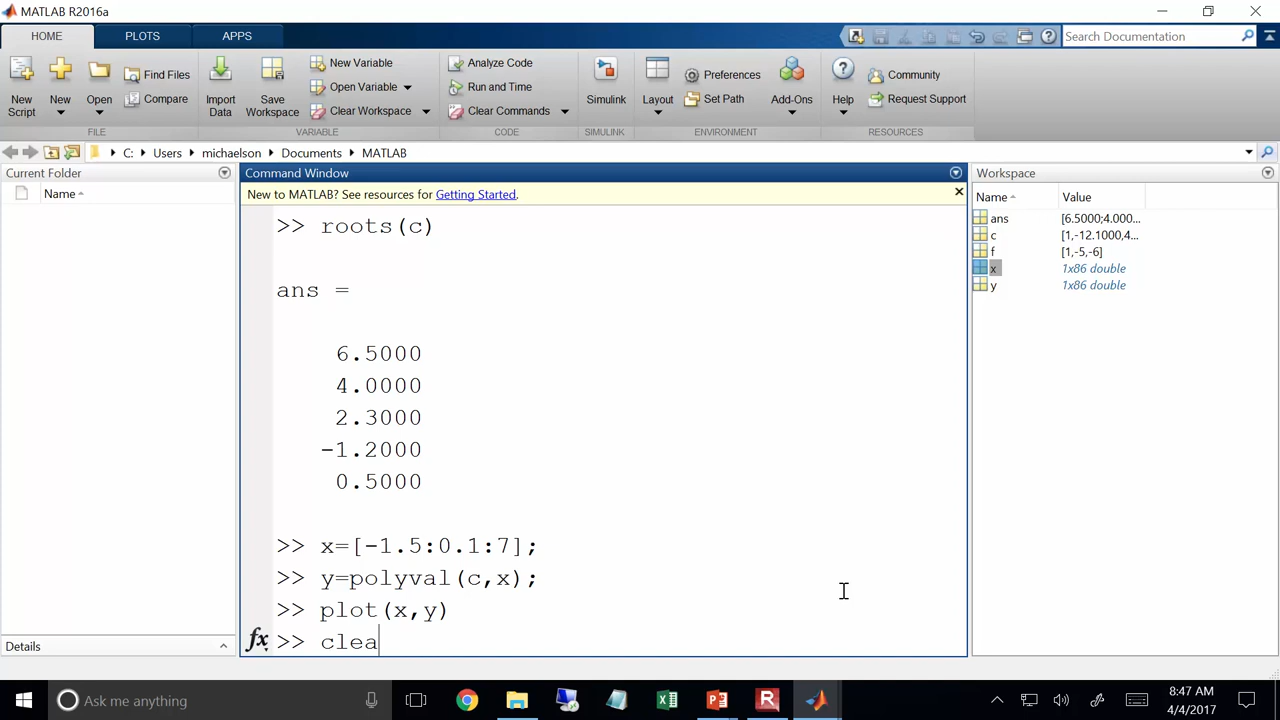 MATLAB R2016a
HOME PLOTS APPS
Search Documentation
New Script
New
Open
Find Files
Compare
FILE
Import Data
Save Workspace
New Variable
Open Variable
Clear Workspace
VARIABLE
Analyze Code
Run and Time
Clear Commands
CODE
Simulink
SIMULINK
Layout
Preferences
Set Path
Add-Ons
ENVIRONMENT
Help
Community
Request Support
RESOURCES
C: Users michaelson Documents MATLAB
Current Folder
Name
Details
Command Window
New to MATLAB? See resources for Getting Started.
>> roots(c)
ans =
6.5000
4.0000
2.3000
-1.2000
0.5000
>> x=[-1.5:0.1:7];
>> y=polyval(c,x);
>> plot(x,y)
fx >> clea
Workspace
Name Value
ans [6.5000;4.000...
c [1,-12.1000,4...
f [1,-5,-6]
x 1x86 double
y 1x86 double
Ask me anything
8:47 AM
4/4/2017